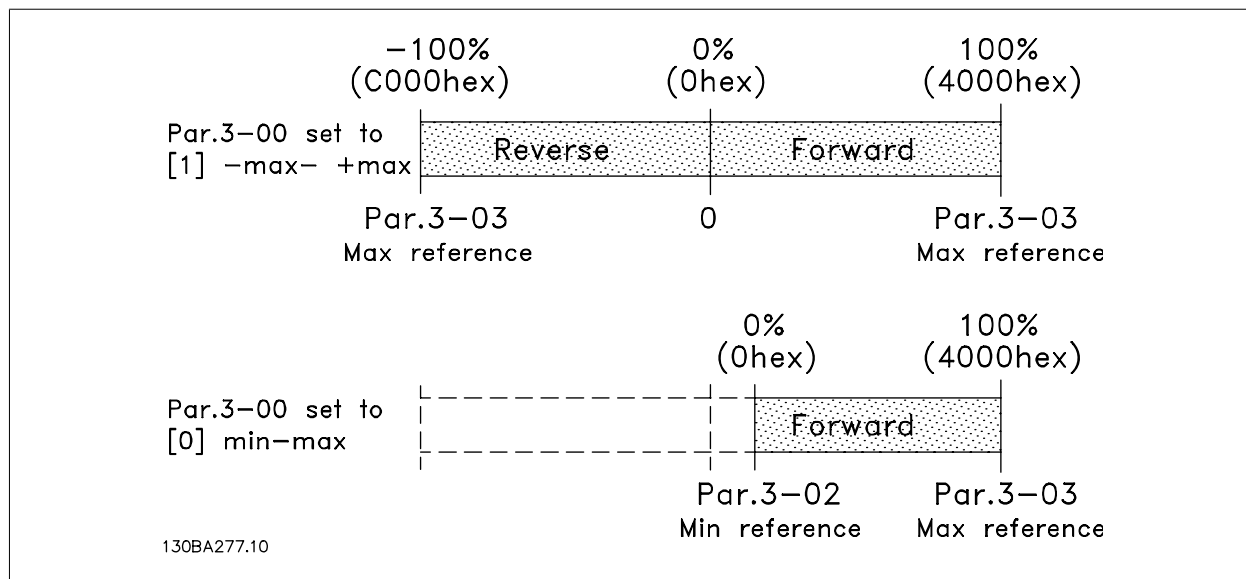 -100% 0% 100%
(C000hex) (0hex) (4000hex)
Par.3-00 set to
[1] -max- +max
Reverse Forward
Par.3-03 0 Par.3-03
Max reference Max reference
0% 100%
(0hex) (4000hex)
Par.3-00 set to
[0] min-max
Forward
Par.3-02 Par.3-03
Min reference Max reference
130BA277.10